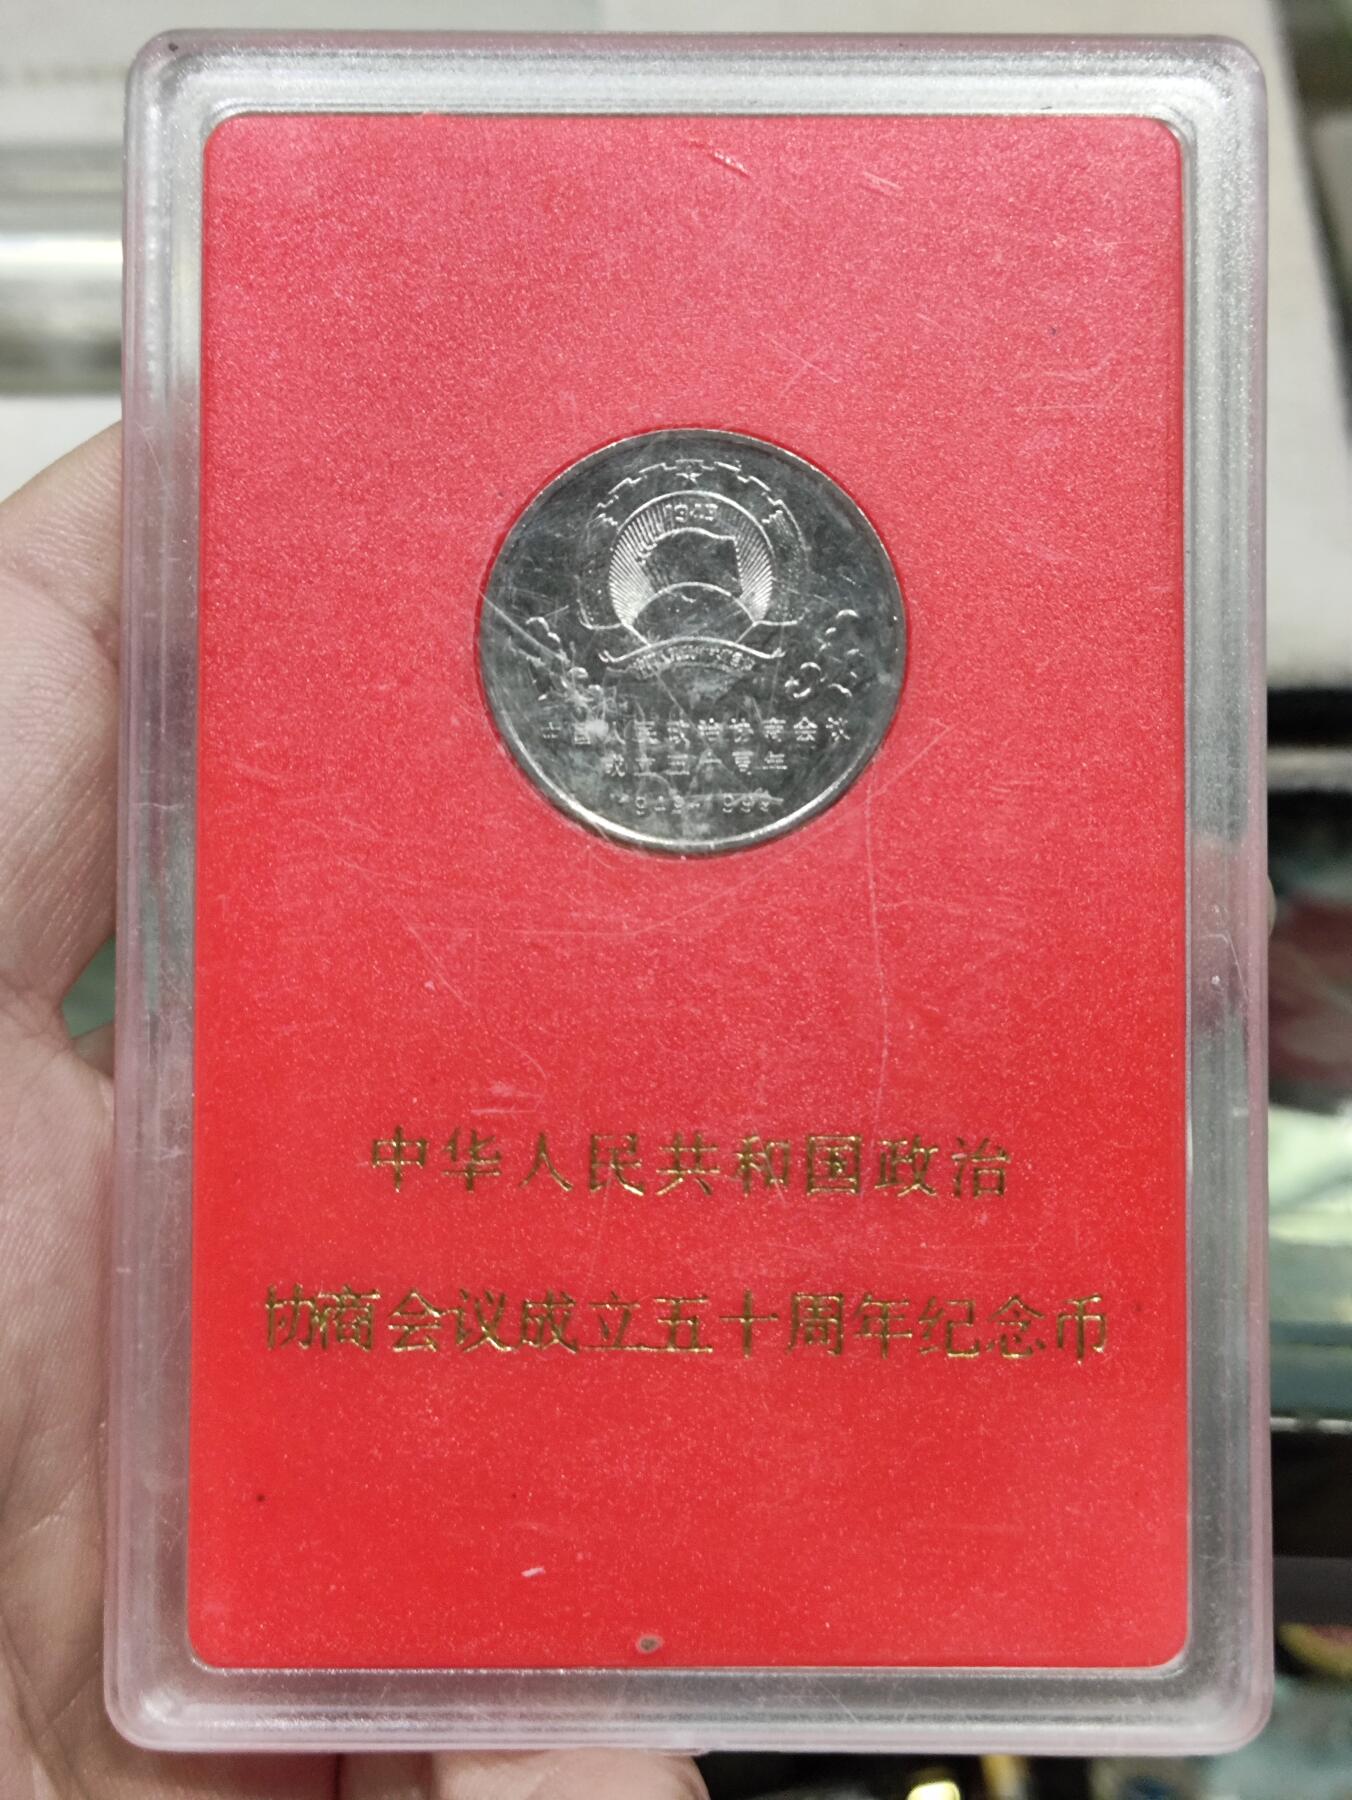 1949
中国人民政治协商会议
成立五十周年
1949-1999
中华人民共和国政治
协商会议成立五十周年纪念币